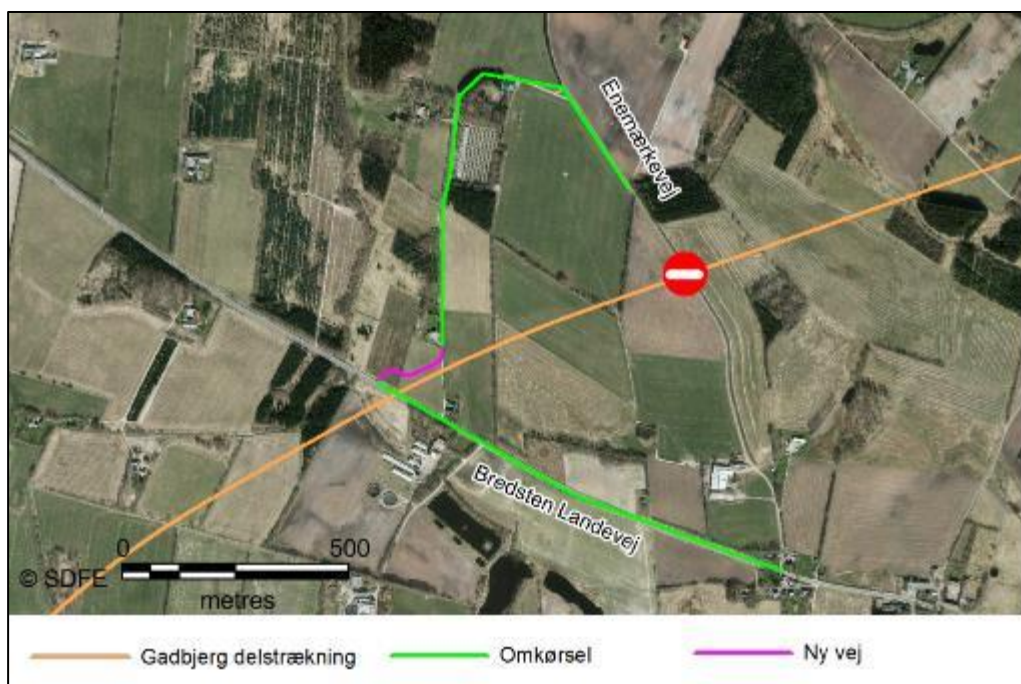 Enemærkevej
Bredsten Landevej
0 500
© SDFE
metres
Gadbjerg delstrækning Omkørsel Ny vej